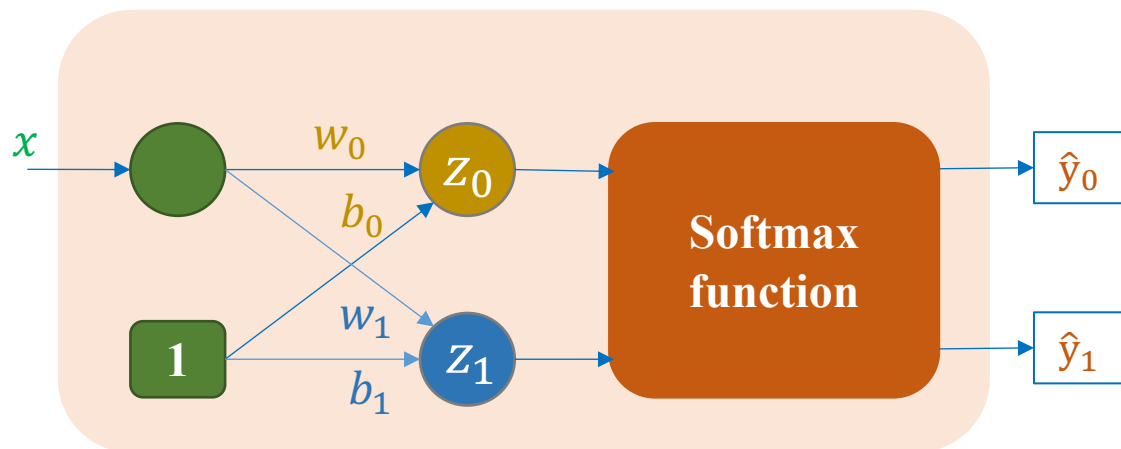 x
w₀
z₀
b₀
Softmax
function
ŷ₀
1
w₁
z₁
b₁
ŷ₁